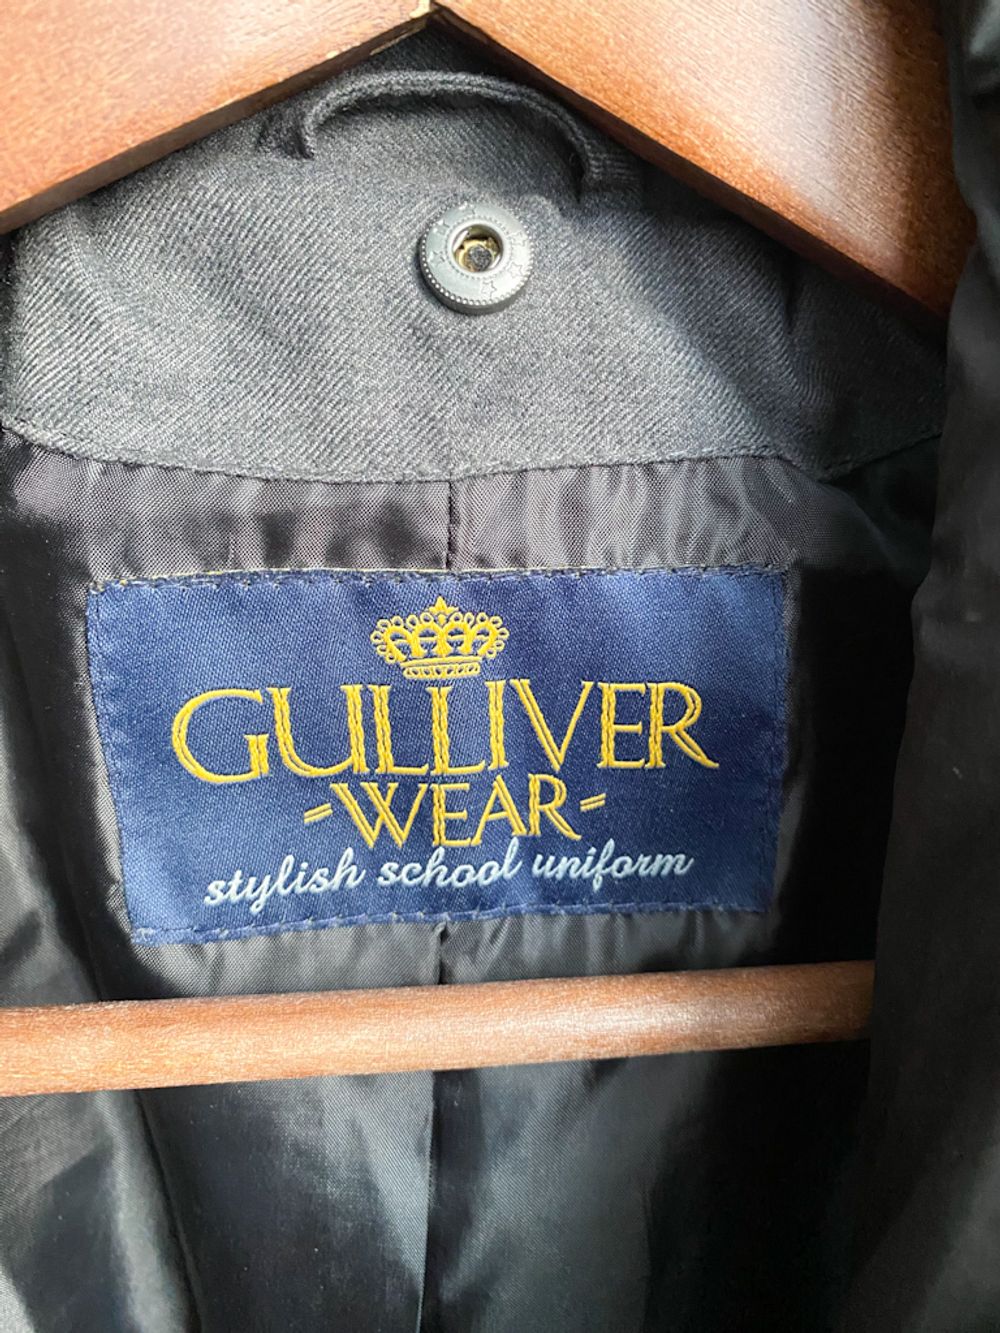 GULLIVER
-WEAR-
stylish school uniform